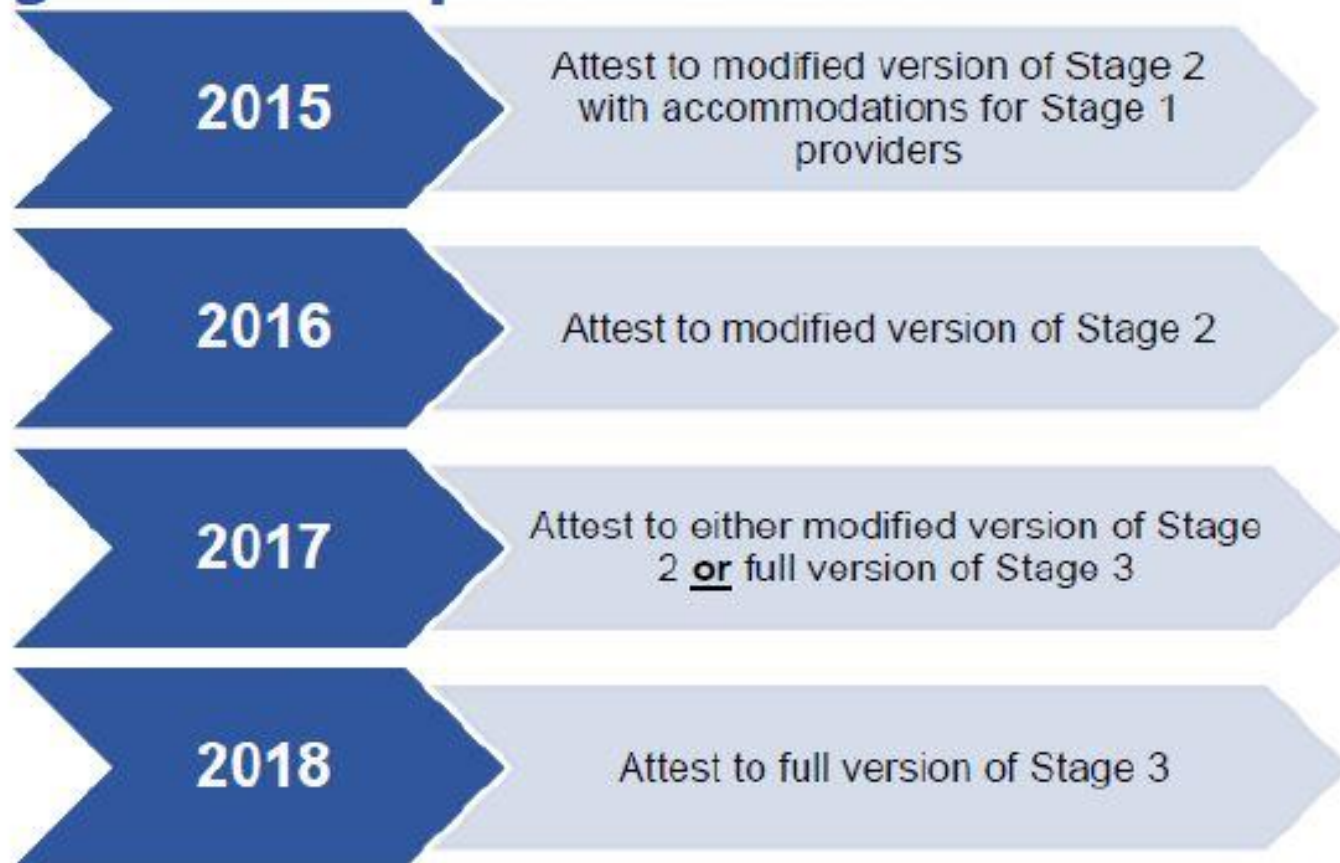 2015
Attest to modified version of Stage 2
with accommodations for Stage 1
providers
2016
Attest to modified version of Stage 2
2017
Attest to either modified version of Stage
2 or full version of Stage 3
2018
Attest to full version of Stage 3